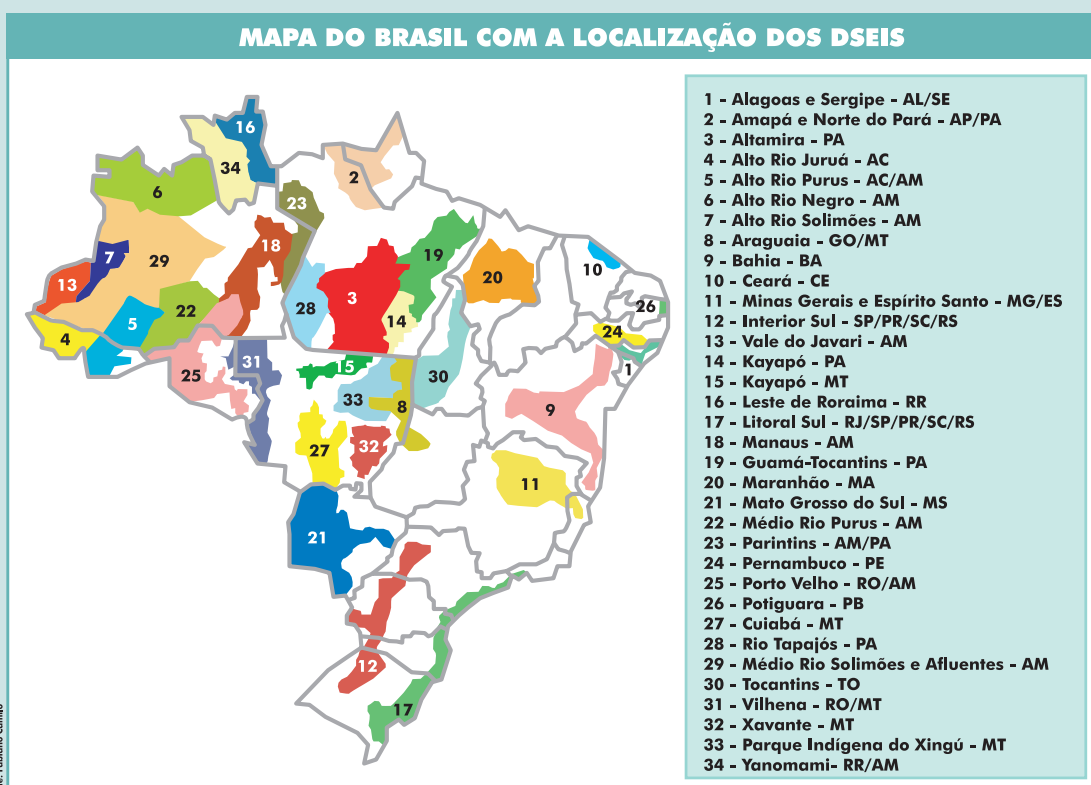 MAPA DO BRASIL COM A LOCALIZAÇÃO DOS DSEIS
1 - Alagoas e Sergipe - AL/SE
2 - Amapá e Norte do Pará - AP/PA
3 - Altamira - PA
4 - Alto Rio Juruá - AC
5 - Alto Rio Purus - AC/AM
6 - Alto Rio Negro - AM
7 - Alto Rio Solimões - AM
8 - Araguaia - GO/MT
9 - Bahia - BA
10 - Ceará - CE
11 - Minas Gerais e Espírito Santo - MG/ES
12 - Interior Sul - SP/PR/SC/RS
13 - Vale do Javari - AM
14 - Kayapó - PA
15 - Kayapó - MT
16 - Leste de Roraima - RR
17 - Litoral Sul - RJ/SP/PR/SC/RS
18 - Manaus - AM
19 - Guamá-Tocantins - PA
20 - Maranhão - MA
21 - Mato Grosso do Sul - MS
22 - Médio Rio Purus - AM
23 - Parintins - AM/PA
24 - Pernambuco - PE
25 - Porto Velho - RO/AM
26 - Potiguara - PB
27 - Cuiabá - MT
28 - Rio Tapajós - PA
29 - Médio Rio Solimões e Afluentes - AM
30 - Tocantins - TO
31 - Vilhena - RO/MT
32 - Xavante - MT
33 - Parque Indígena do Xingú - MT
34 - Yanomami- RR/AM
16
34
2
6
23
18
19
7
29
20
10
13
28
3
26
22
14
5
24
4
31
15
1
25
30
33
8
9
32
27
11
21
12
17